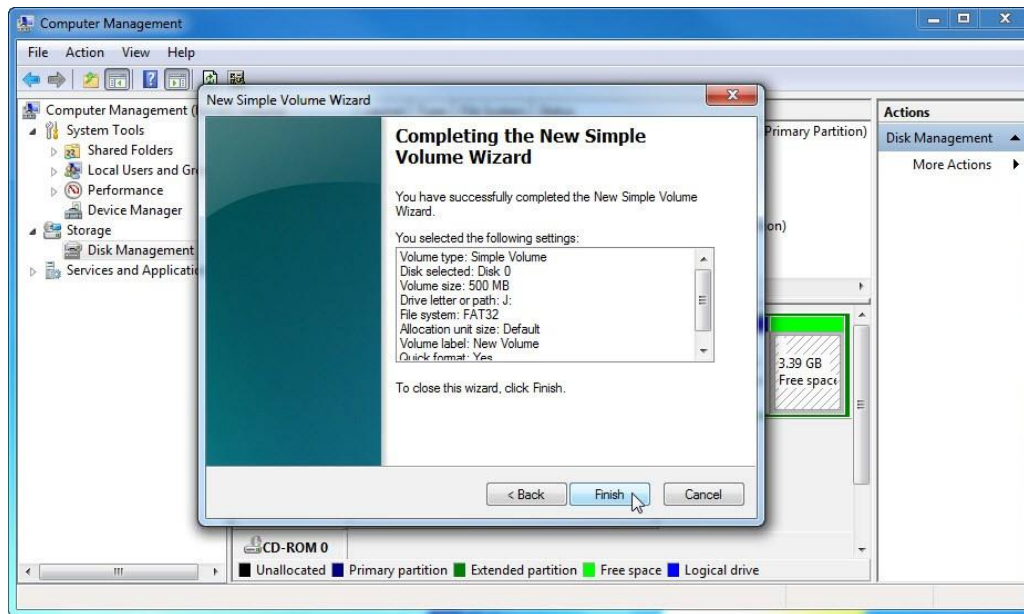 Computer Management
File Action View Help
Computer Management (
System Tools
Shared Folders
Local Users and Gr
Performance
Device Manager
Storage
Disk Management
Services and Applicatio
New Simple Volume Wizard
Completing the New Simple
Volume Wizard
You have successfully completed the New Simple Volume
Wizard.
You selected the following settings:
Volume type: Simple Volume
Disk selected: Disk 0
Volume size: 500 MB
Drive letter or path: J:
File system: FAT32
Allocation unit size: Default
Volume label: New Volume
Quick format: Yes
To close this wizard, click Finish.
< Back Finish Cancel
Primary Partition)
on)
3.39 GB
Free space
CD-ROM 0
Unallocated Primary partition Extended partition Free space Logical drive
Actions
Disk Management
More Actions